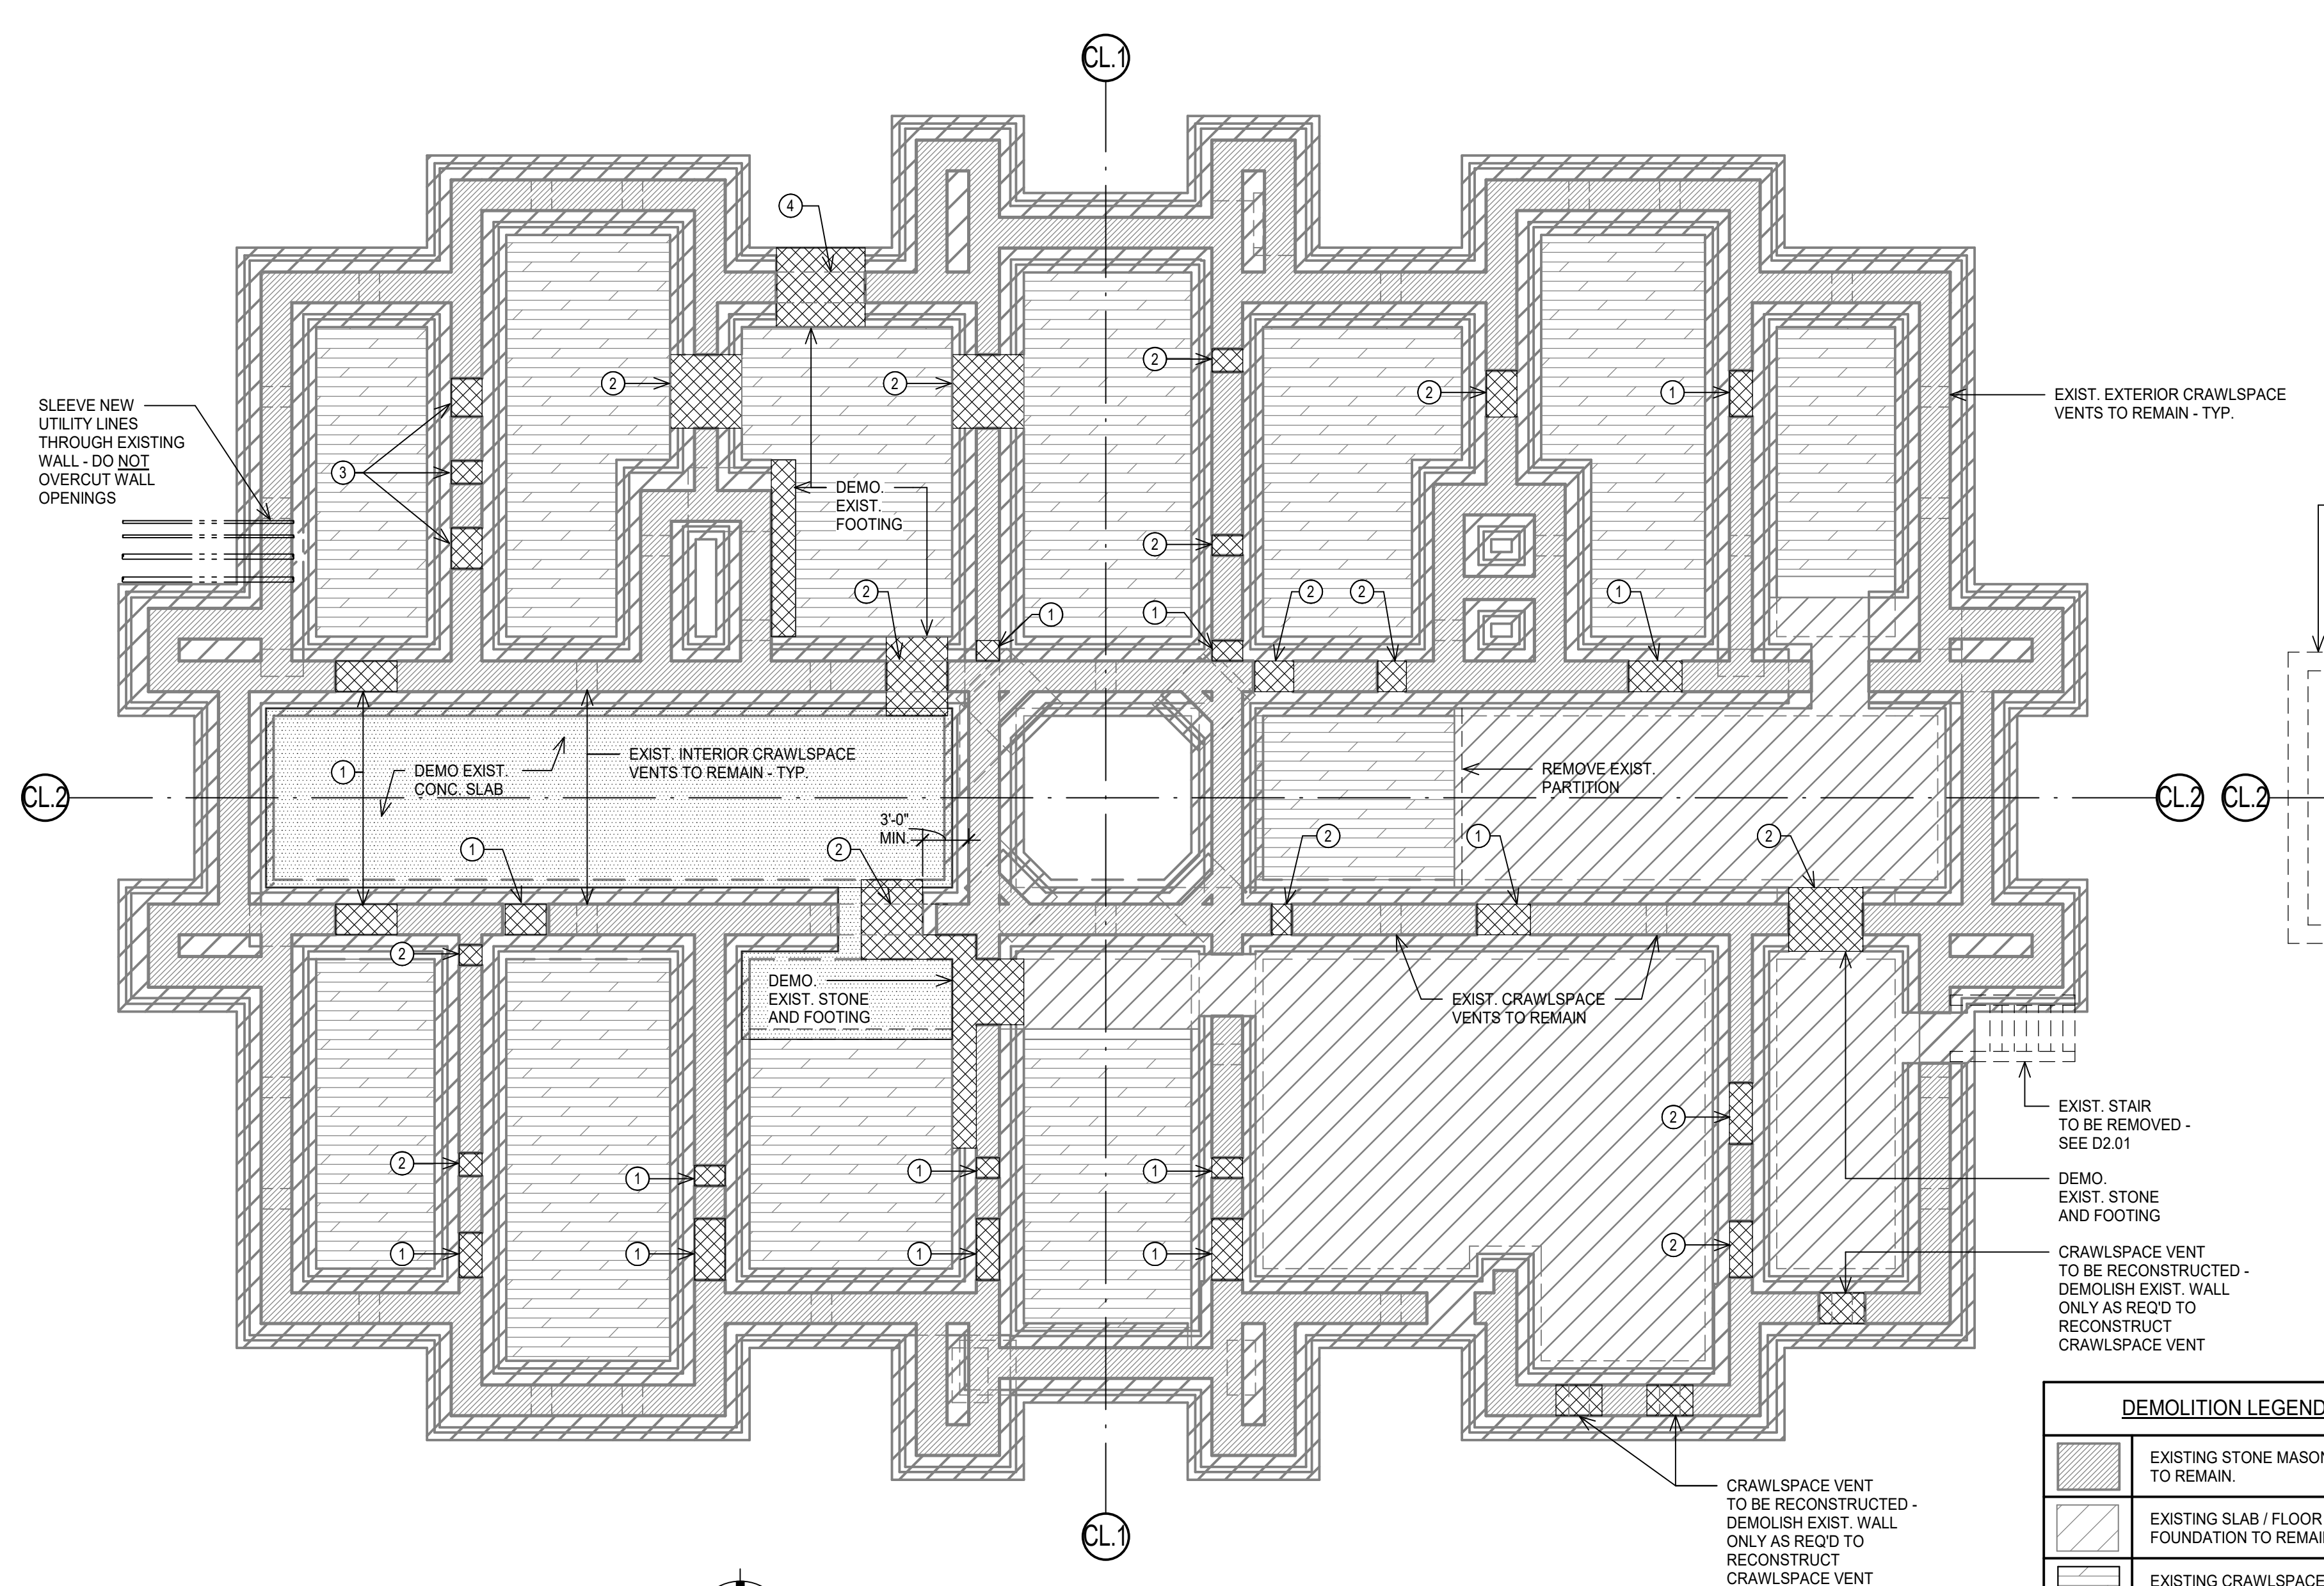 CL.1
4
2
2
2
2
1
SLEEVE NEW
UTILITY LINES
THROUGH EXISTING
WALL - DO NOT
OVERCUT WALL
OPENINGS
EXIST. EXTERIOR CRAWLSPACE
VENTS TO REMAIN - TYP.
3
DEMO.
EXIST.
FOOTING
2
2
1
1
2
2
1
1
DEMO EXIST.
CONC. SLAB
EXIST. INTERIOR CRAWLSPACE
VENTS TO REMAIN - TYP.
REMOVE EXIST.
PARTITION
CL.2
CL.2
CL.2
3'-0"
MIN.
1
2
2
1
2
2
DEMO.
EXIST. STONE
AND FOOTING
EXIST. CRAWLSPACE
VENTS TO REMAIN
EXIST. STAIR
TO BE REMOVED -
SEE D2.01
2
2
1
1
1
DEMO.
EXIST. STONE
AND FOOTING
1
1
1
1
2
CRAWLSPACE VENT
TO BE RECONSTRUCTED -
DEMOLISH EXIST. WALL
ONLY AS REQ'D TO
RECONSTRUCT
CRAWLSPACE VENT
DEMOLITION LEGEND
EXISTING STONE MASON
TO REMAIN.
EXISTING SLAB / FLOOR
FOUNDATION TO REMAI
EXISTING CRAWLSPACE
CRAWLSPACE VENT
TO BE RECONSTRUCTED -
DEMOLISH EXIST. WALL
ONLY AS REQ'D TO
RECONSTRUCT
CRAWLSPACE VENT
CL.1